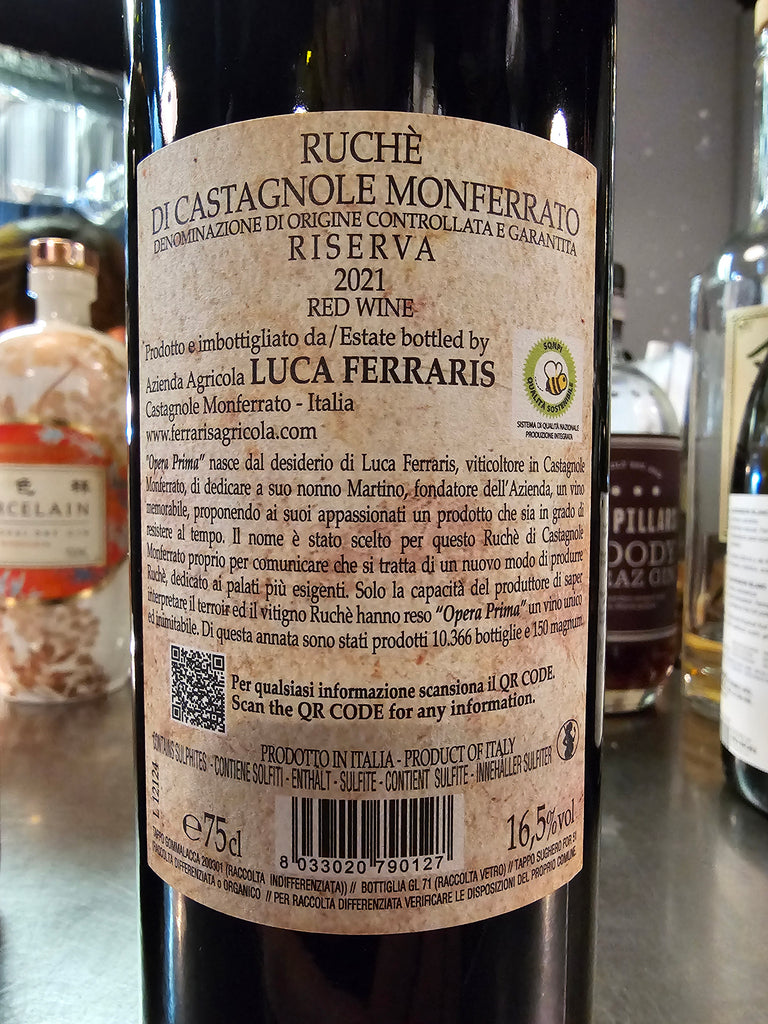 RUCHÈ
DI CASTAGNOLE MONFERRATO
DENOMINAZIONE DI ORIGINE CONTROLLATA E GARANTITA
RISERVA
2021
RED WINE
Prodotto e imbottigliato da / Estate bottled by
Azienda Agricola LUCA FERRARIS
Castagnole Monferrato - Italia
www.ferrarisagricola.com
SQNPI
QUALITÀ SOSTENIBILE
SISTEMA DI QUALITÀ NAZIONALE
PRODUZIONE INTEGRATA
"Opera Prima" nasce dal desiderio di Luca Ferraris, viticoltore in Castagnole
Monferrato, di dedicare a suo nonno Martino, fondatore dell'Azienda, un vino
memorabile, proponendo ai suoi appassionati un prodotto che sia in grado di
resistere al tempo. Il nome è stato scelto per questo Ruchè di Castagnole
Monferrato proprio per comunicare che si tratta di un nuovo modo di produrre
Ruchè, dedicato ai palati più esigenti. Solo la capacità del produttore di saper
interpretare il terroir ed il vitigno Ruchè hanno reso "Opera Prima" un vino unico
ed inimitabile. Di questa annata sono stati prodotti 10.366 bottiglie e 150 magnum.
Per qualsiasi informazione scansiona il QR CODE.
Scan the QR CODE for any information.
PRODOTTO IN ITALIA - PRODUCT OF ITALY
CONTAINS SULPHITES - CONTIENE SOLFITI - ENTHÄLT - SULFITE - CONTIENT SULFITE - INNEHÅLLER SULFITER
L 12124
e 75 cl
8 033020 790127
16,5% vol
TAPPO GOMMALACCA 200301 (RACCOLTA INDIFFERENZIATA)) // BOTTIGLIA GL 71 (RACCOLTA VETRO) // TAPPO SUGHERO FOR 51
(RACCOLTA DIFFERENZIATA o ORGANICO // PER RACCOLTA DIFFERENZIATA VERIFICARE LE DISPOSIZIONI DEL PROPRIO COMUNE
RCELAIN
PILLARS
OODY
AZ GIN